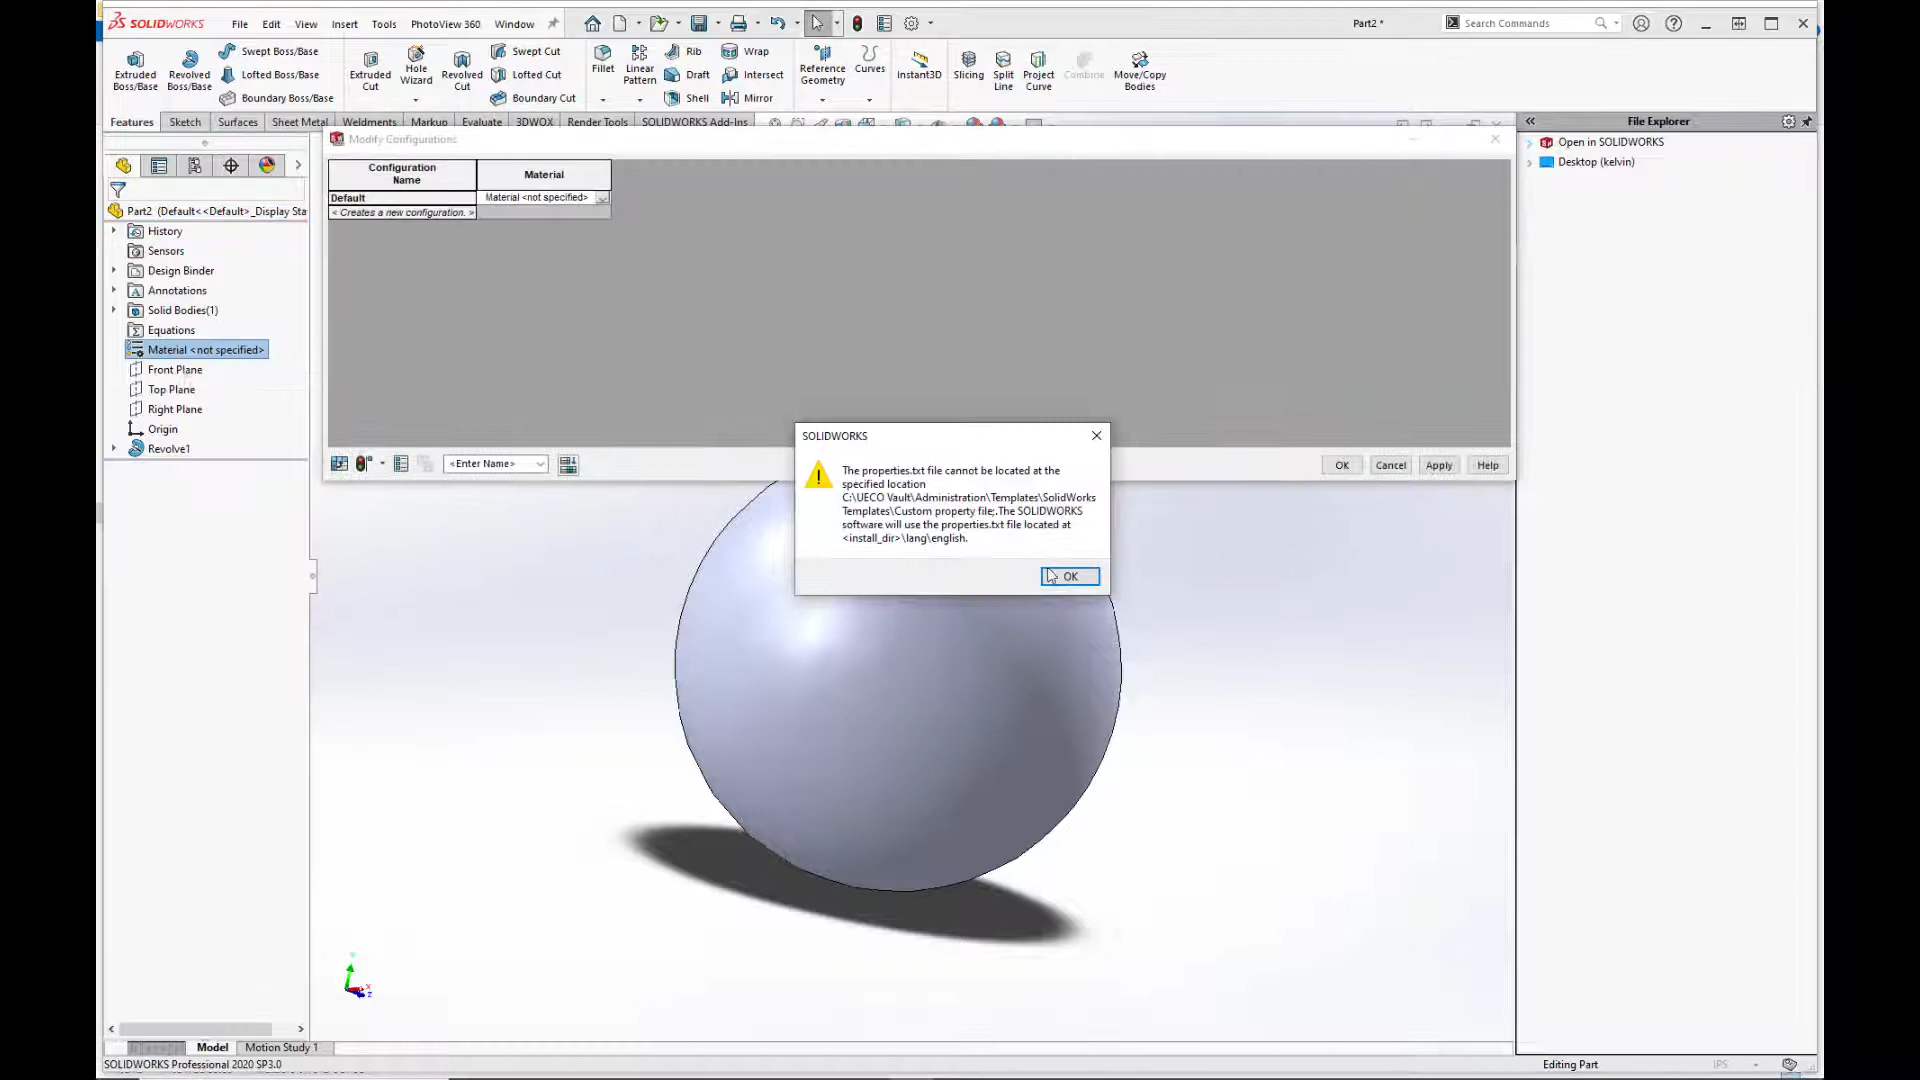 SOLIDWORKS File Edit View Insert Tools PhotoView 360 Window Part2 * Search Commands
Extruded Boss/Base
Revolved Boss/Base
Swept Boss/Base
Lofted Boss/Base
Boundary Boss/Base
Extruded Cut
Hole Wizard
Revolved Cut
Swept Cut
Lofted Cut
Boundary Cut
Fillet
Linear Pattern
Rib
Draft
Shell
Wrap
Intersect
Mirror
Reference Geometry
Curves
Instant3D
Slicing
Split Line
Project Curve
Combine
Move/Copy Bodies
Features Sketch Surfaces Sheet Metal Weldments Markup Evaluate 3DWOX Render Tools SOLIDWORKS Add-Ins
File Explorer
Open in SOLIDWORKS
Desktop (kelvin)
Modify Configurations
Configuration Name
Material
Default Material <not specified>
< Creates a new configuration. >
Part2 (Default<<Default>_Display Sta
History
Sensors
Design Binder
Annotations
Solid Bodies(1)
Equations
Material <not specified>
Front Plane
Top Plane
Right Plane
Origin
Revolve1
<Enter Name>
OK Cancel Apply Help
SOLIDWORKS
The properties.txt file cannot be located at the
specified location
C:\UECO Vault\Administration\Templates\SolidWorks
Templates\Custom property file;.The SOLIDWORKS
software will use the properties.txt file located at
<install_dir>\lang\english.
OK
x
z
Model Motion Study 1
SOLIDWORKS Professional 2020 SP3.0
Editing Part IPS